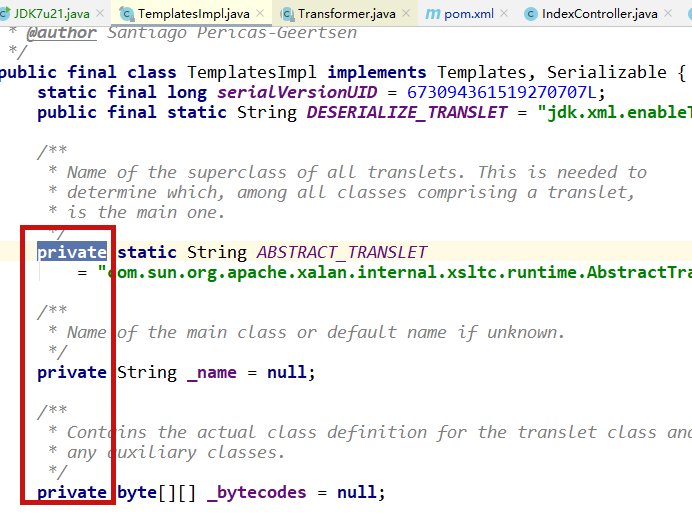 JDK7u21.java × TemplatesImpl.java × Transformer.java × m pom.xml × IndexController.java ×
* @author Santiago Pericas-Geertsen
*/
public final class TemplatesImpl implements Templates, Serializable {
static final long serialVersionUID = 673094361519270707L;
public final static String DESERIALIZE_TRANSLET = "jdk.xml.enableT
/**
* Name of the superclass of all translets. This is needed to
* determine which, among all classes comprising a translet,
* is the main one.
*/
private static String ABSTRACT_TRANSLET
= "com.sun.org.apache.xalan.internal.xsltc.runtime.AbstractTra
/**
* Name of the main class or default name if unknown.
*/
private String _name = null;
/**
* Contains the actual class definition for the translet class and
* any auxiliary classes.
*/
private byte[][] _bytecodes = null;